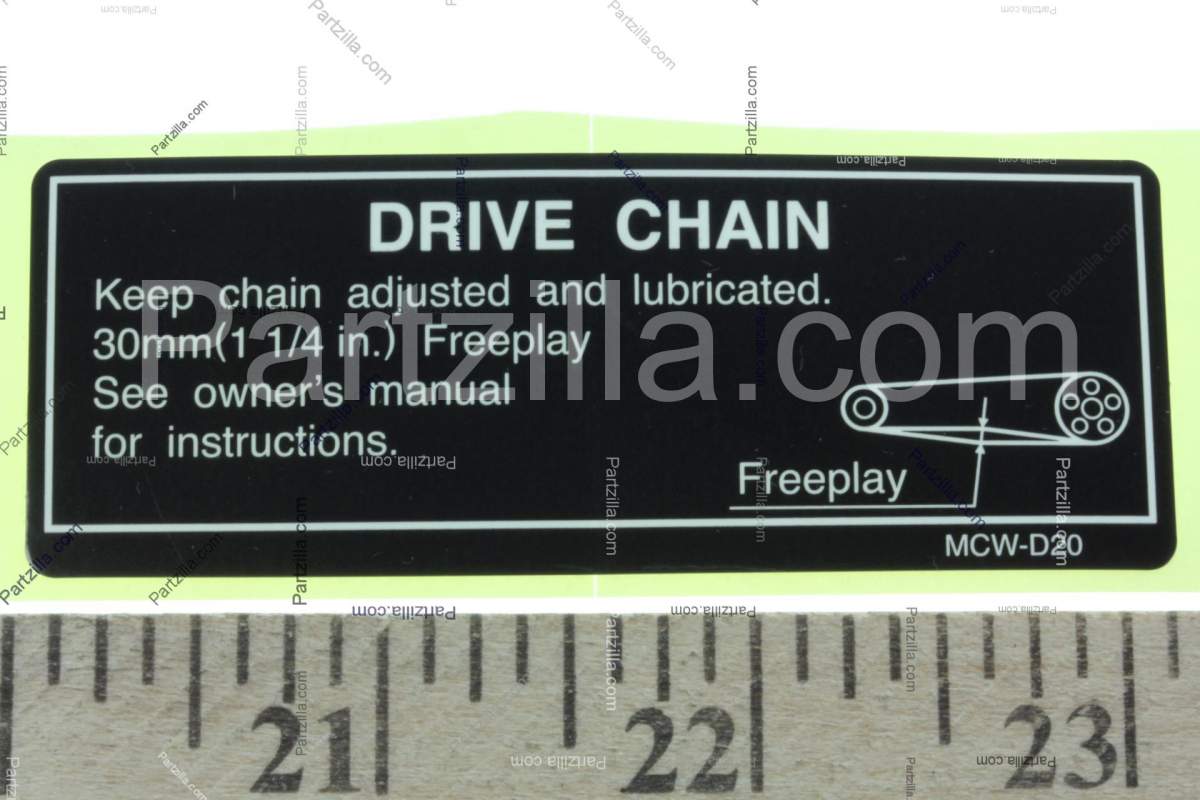 DRIVE CHAIN
Keep chain adjusted and lubricated.
30mm(1 1/4 in.) Freeplay
See owner's manual
for instructions.
Freeplay
MCW-D20
Partzilla.com
21 22 23